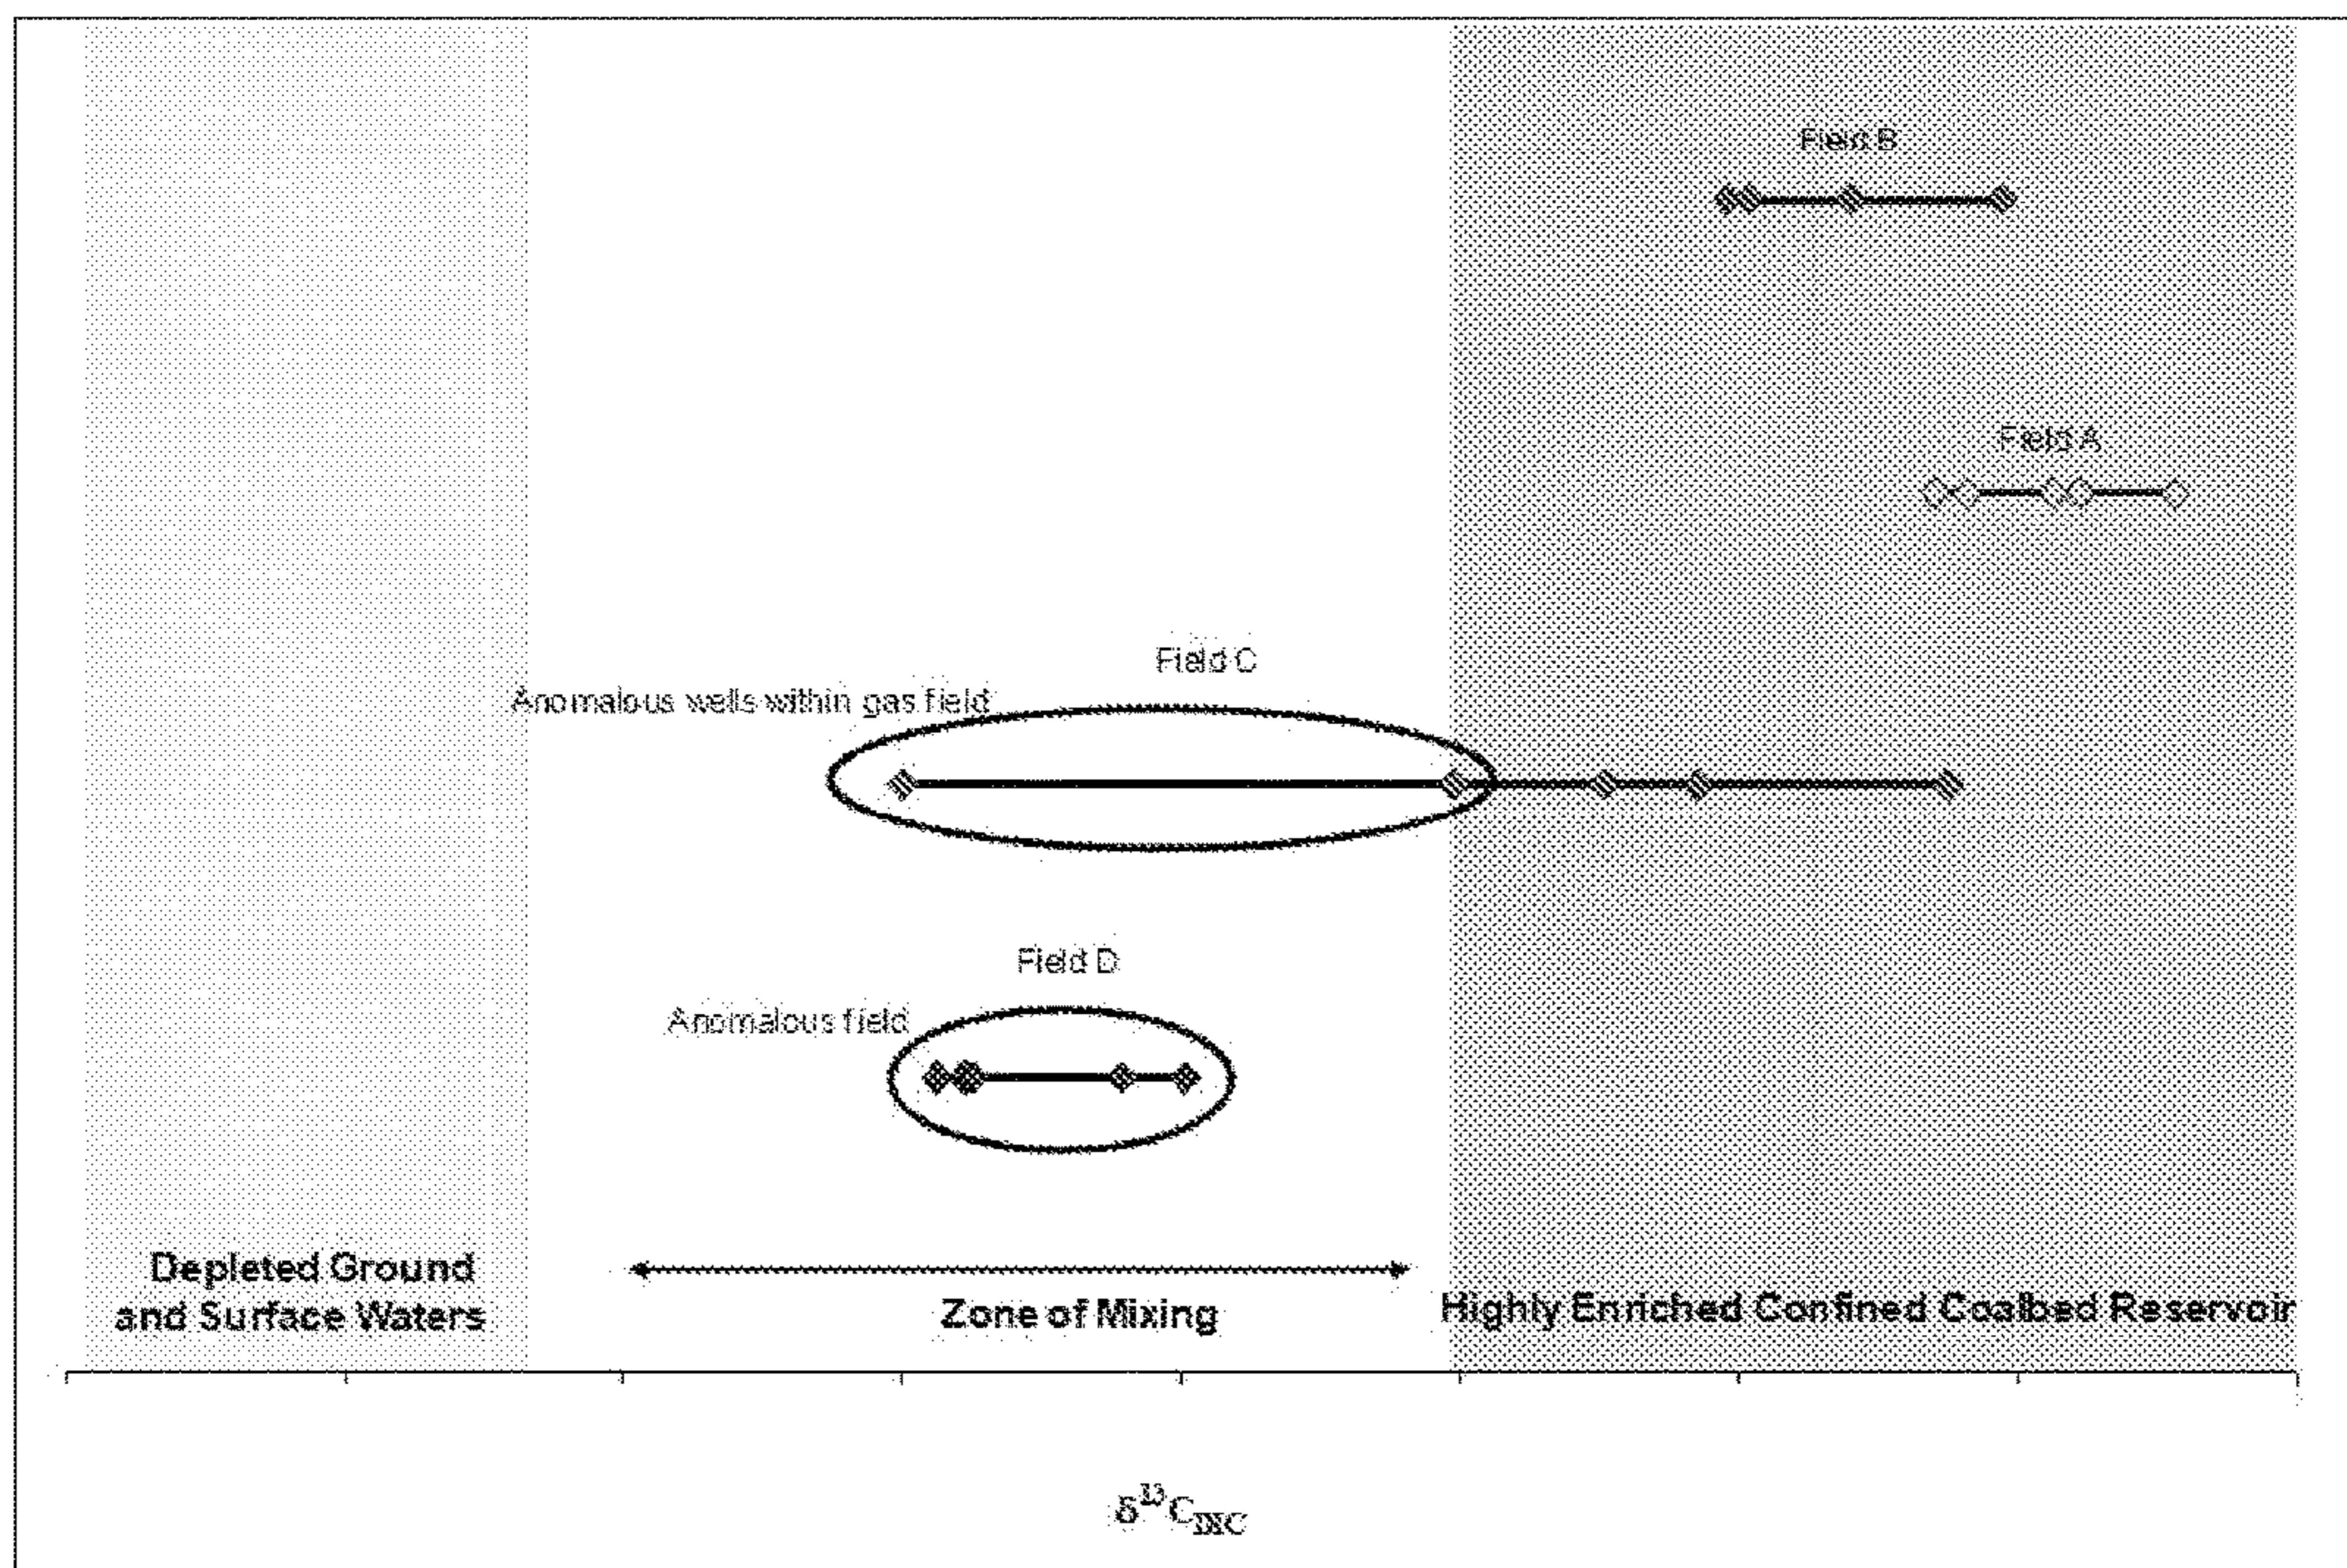 Field B
Field A
Field C
Anomalous wells within gas field
Field D
Anomalous field
Depleted Ground
and Surface Waters
Zone of Mixing
Highly Enriched Confined Coalbed Reservoir
δ¹³C_DIC